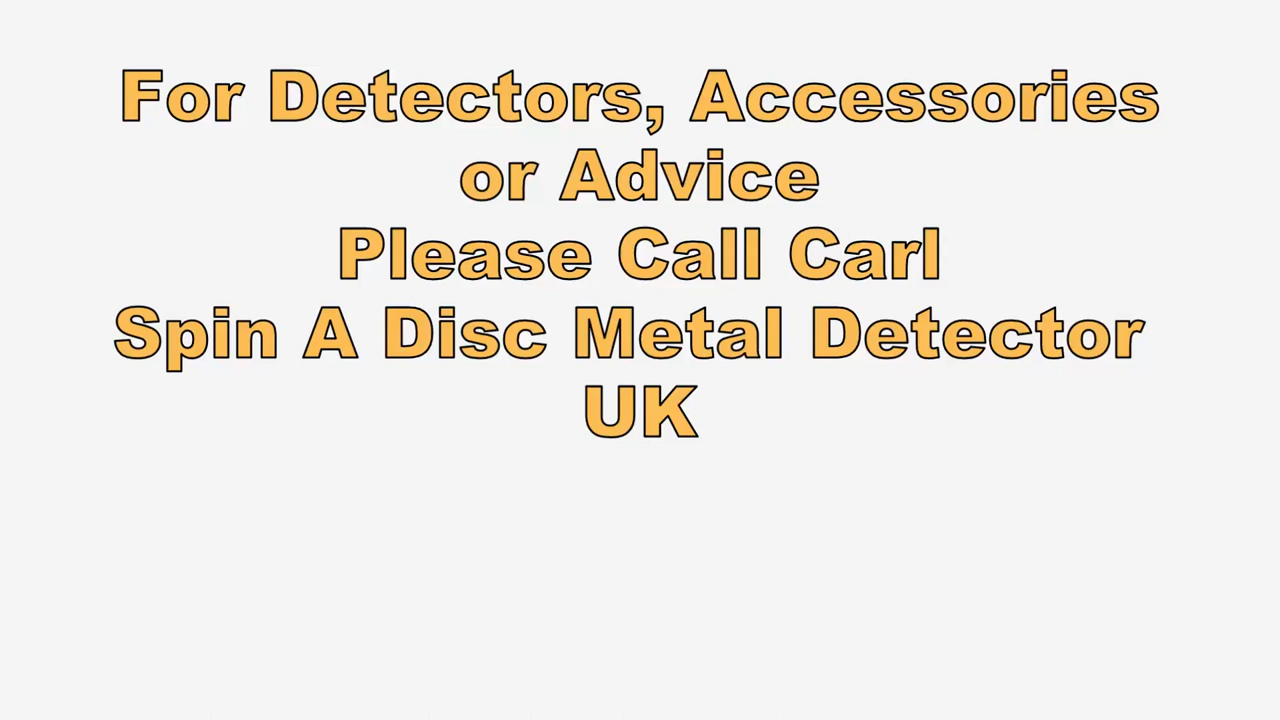 For Detectors, Accessories
or Advice
Please Call Carl
Spin A Disc Metal Detector
UK